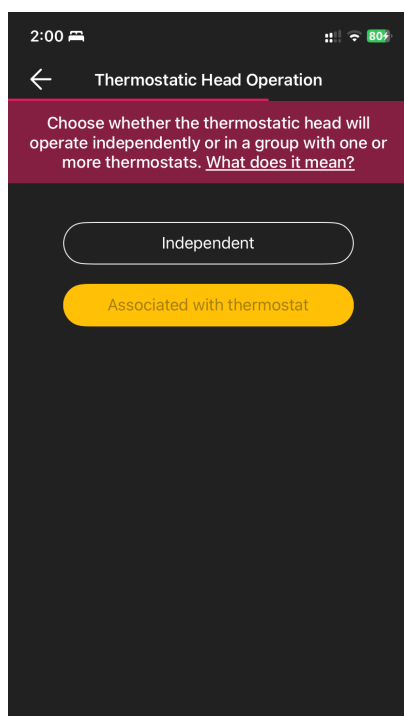 2:00
80
Thermostatic Head Operation
Choose whether the thermostatic head will
operate independently or in a group with one or
more thermostats. What does it mean?
Independent
Associated with thermostat